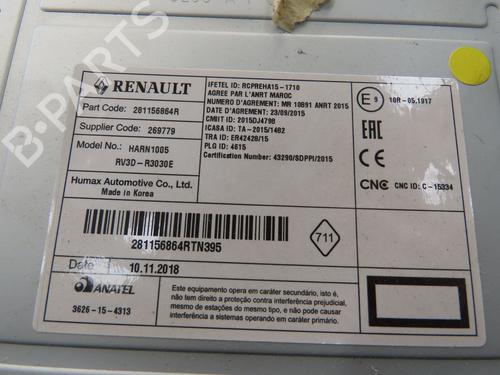 RENAULT
Part Code: 281156864R
Supplier Code: 269779
Model No.: HARN1005
RV3D-R3030E
Humax Automotive Co., Ltd.
Made in Korea
IFETEL ID: RCPREHA15-1710
AGREE PAR L'ANRT MAROC
NUMERO D'AGREMENT: MR 10891 ANRT 2015
DATE D'AGREMENT: 23/09/2015
CMIIT ID: 2015DJ4798
ICASA ID: TA-2015/1462
TRA ID: ER42428/15
PLG ID: 4615
Certification Number: 43290/SDPPI/2015
E 9 10R-05.1917
EAC
CNC CNC ID: C-15334
281156864RTN395
711
Date 10.11.2018
ANATEL
3626-15-4313
Este equipamento opera em caráter secundário, isto é,
não tem direito a proteção contra interferência prejudicial,
mesmo de estações do mesmo tipo, e não pode causar
interferência a sistemas operando em caráter primário.
B-PARTS